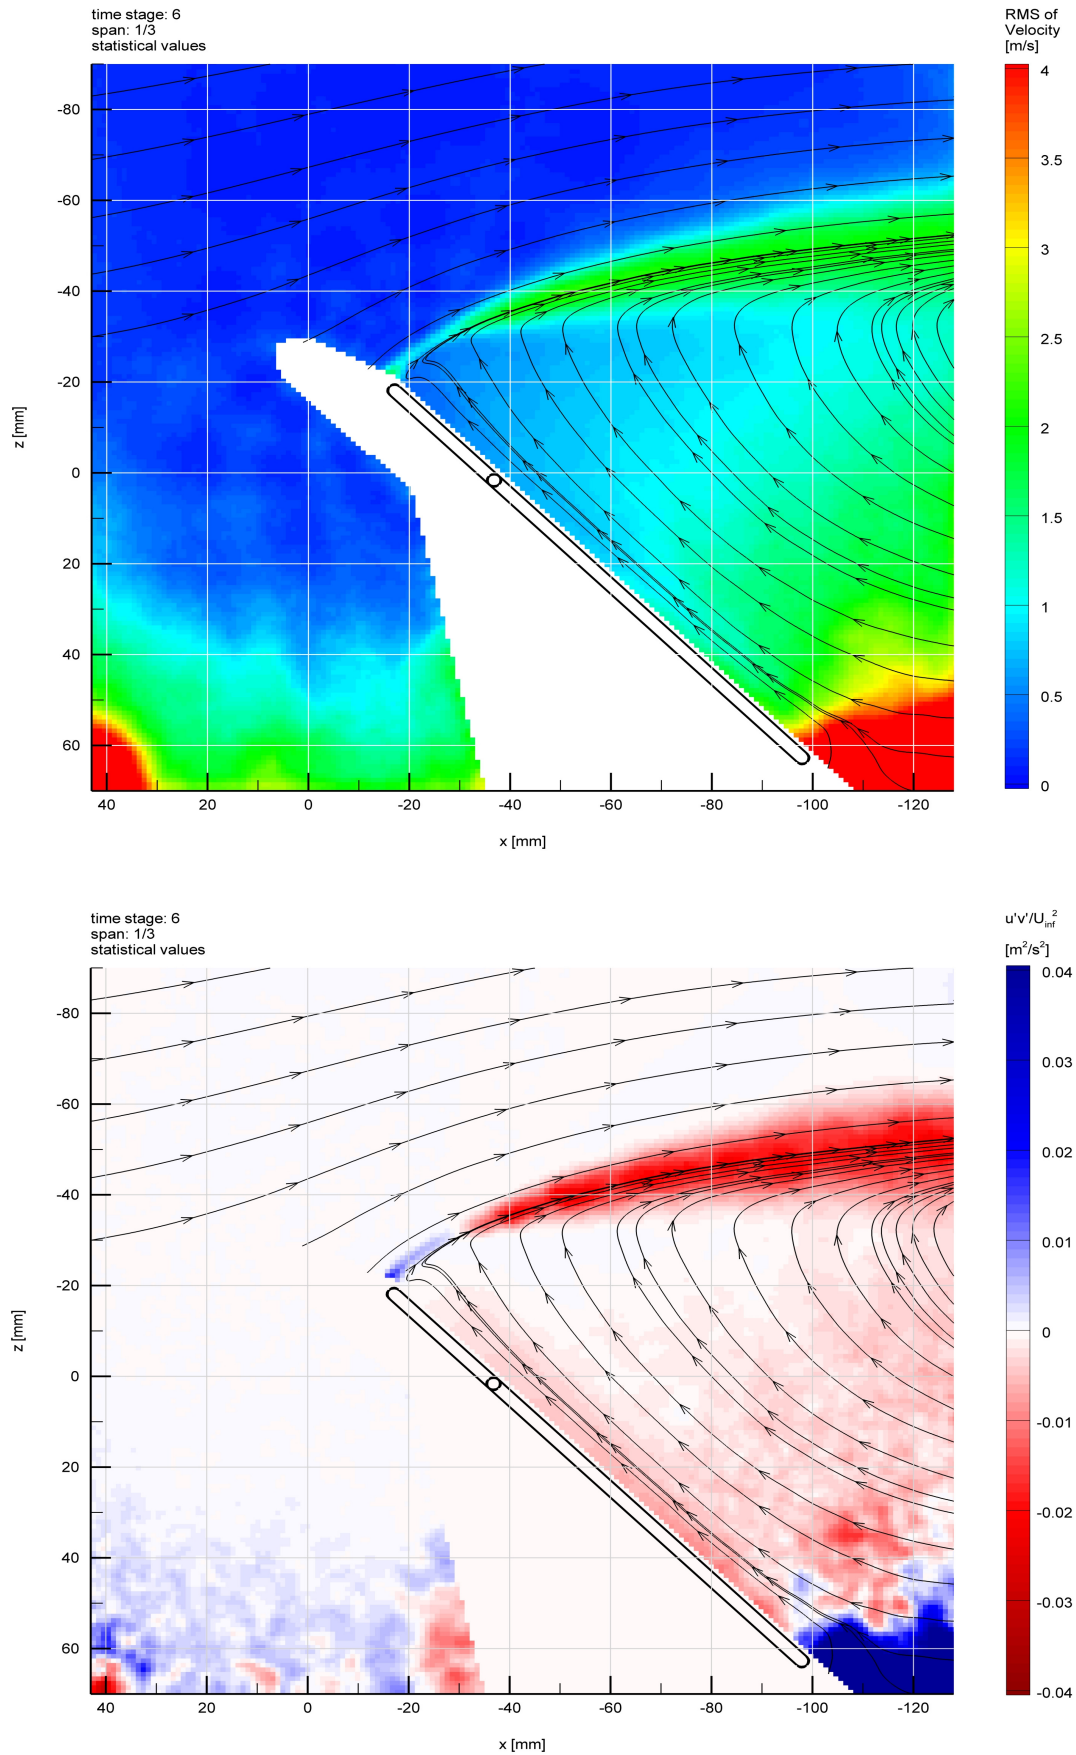 time stage: 6
span: 1/3
statistical values
RMS of
Velocity
[m/s]
4
3.5
3
2.5
2
1.5
1
0.5
0
-80
-60
-40
-20
0
20
40
60
z [mm]
40 20 0 -20 -40 -60 -80 -100 -120
x [mm]
time stage: 6
span: 1/3
statistical values
u'v'/U_inf^2
[m²/s²]
0.04
0.03
0.02
0.01
0
-0.01
-0.02
-0.03
-0.04
-80
-60
-40
-20
0
20
40
60
z [mm]
40 20 0 -20 -40 -60 -80 -100 -120
x [mm]